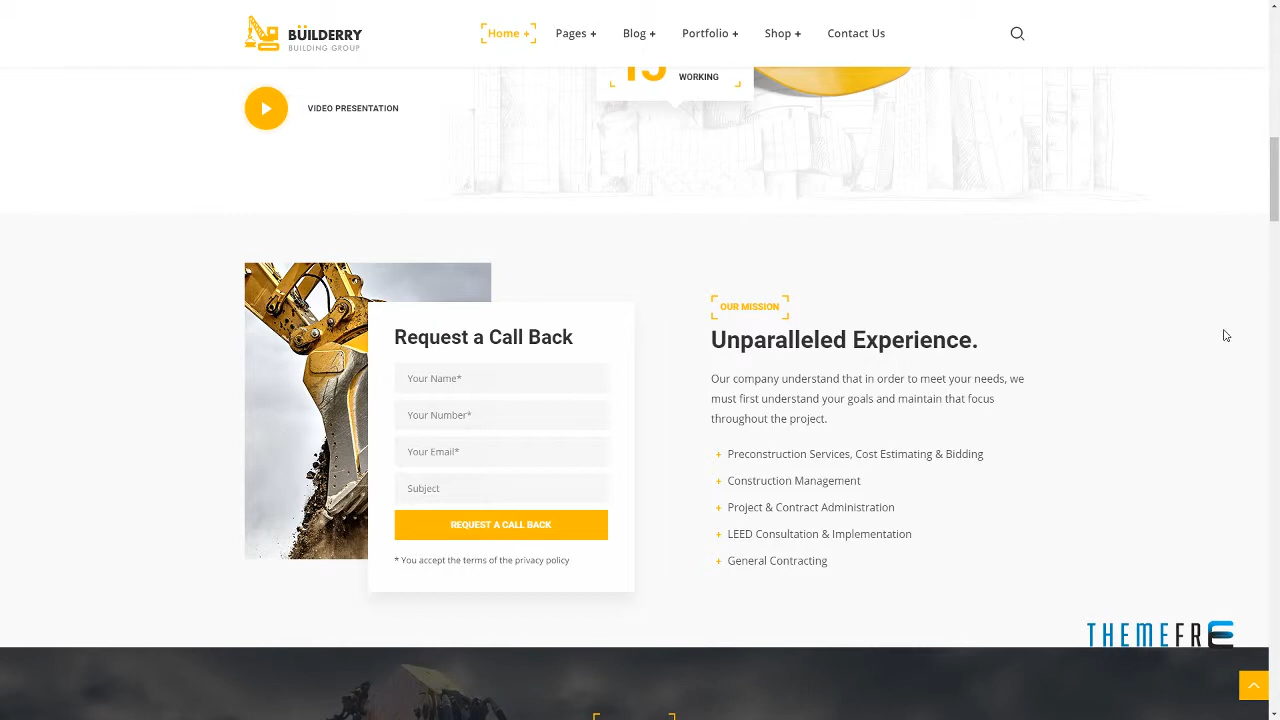 BÜILDERRY
BUILDING GROUP
Home +
Pages +
Blog +
Portfolio +
Shop +
Contact Us
WORKING
VIDEO PRESENTATION
Request a Call Back
Your Name*
Your Number*
Your Email*
Subject
REQUEST A CALL BACK
* You accept the terms of the privacy policy
OUR MISSION
Unparalleled Experience.
Our company understand that in order to meet your needs, we
must first understand your goals and maintain that focus
throughout the project.
+ Preconstruction Services, Cost Estimating & Bidding
+ Construction Management
+ Project & Contract Administration
+ LEED Consultation & Implementation
+ General Contracting
THEMEFRE